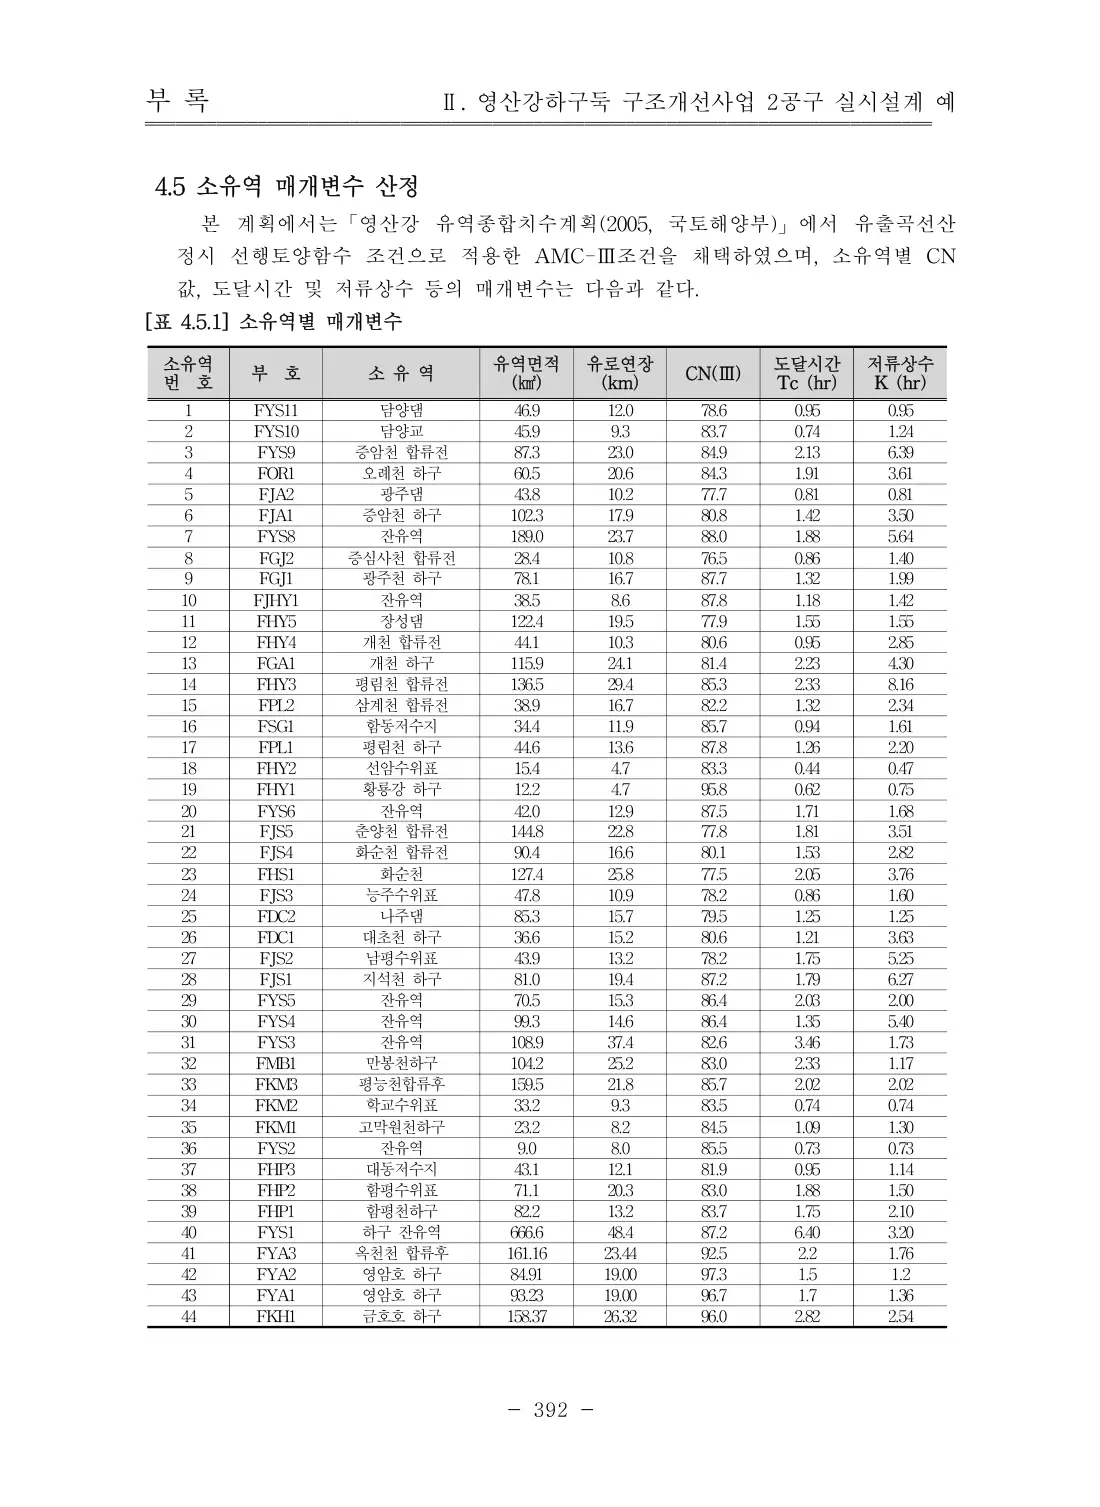 부 록 Ⅱ. 영산강하구둑 구조개선사업 2공구 실시설계 예
4.5 소유역 매개변수 산정
본 계획에서는「영산강 유역종합치수계획(2005, 국토해양부)」에서 유출곡선산
정시 선행토양함수 조건으로 적용한 AMC-Ⅲ조건을 채택하였으며, 소유역별 CN
값, 도달시간 및 저류상수 등의 매개변수는 다음과 같다.
[표 4.5.1] 소유역별 매개변수
소유역 번 호 부 호 소 유 역 유역면적 (㎢) 유로연장 (km) CN(Ⅲ) 도달시간 Tc (hr) 저류상수 K (hr)
1 FYS11 담양댐 46.9 12.0 78.6 0.95 0.95
2 FYS10 담양교 45.9 9.3 83.7 0.74 1.24
3 FYS9 증암천 합류전 87.3 23.0 84.9 2.13 6.39
4 FOR1 오례천 하구 60.5 20.6 84.3 1.91 3.61
5 FJA2 광주댐 43.8 10.2 77.7 0.81 0.81
6 FJA1 증암천 하구 102.3 17.9 80.8 1.42 3.50
7 FYS8 잔유역 189.0 23.7 88.0 1.88 5.64
8 FGJ2 증심사천 합류전 28.4 10.8 76.5 0.86 1.40
9 FGJ1 광주천 하구 78.1 16.7 87.7 1.32 1.99
10 FJHY1 잔유역 38.5 8.6 87.8 1.18 1.42
11 FHY5 장성댐 122.4 19.5 77.9 1.55 1.55
12 FHY4 개천 합류전 44.1 10.3 80.6 0.95 2.85
13 FGA1 개천 하구 115.9 24.1 81.4 2.23 4.30
14 FHY3 평림천 합류전 136.5 29.4 85.3 2.33 8.16
15 FPL2 삼계천 합류전 38.9 16.7 82.2 1.32 2.34
16 FSG1 함동저수지 34.4 11.9 85.7 0.94 1.61
17 FPL1 평림천 하구 44.6 13.6 87.8 1.26 2.20
18 FHY2 선암수위표 15.4 4.7 83.3 0.44 0.47
19 FHY1 황룡강 하구 12.2 4.7 95.8 0.62 0.75
20 FYS6 잔유역 42.0 12.9 87.5 1.71 1.68
21 FJS5 춘양천 합류전 144.8 22.8 77.8 1.81 3.51
22 FJS4 화순천 합류전 90.4 16.6 80.1 1.53 2.82
23 FHS1 화순천 127.4 25.8 77.5 2.05 3.76
24 FJS3 능주수위표 47.8 10.9 78.2 0.86 1.60
25 FDC2 나주댐 85.3 15.7 79.5 1.25 1.25
26 FDC1 대초천 하구 36.6 15.2 80.6 1.21 3.63
27 FJS2 남평수위표 43.9 13.2 78.2 1.75 5.25
28 FJS1 지석천 하구 81.0 19.4 87.2 1.79 6.27
29 FYS5 잔유역 70.5 15.3 86.4 2.03 2.00
30 FYS4 잔유역 99.3 14.6 86.4 1.35 5.40
31 FYS3 잔유역 108.9 37.4 82.6 3.46 1.73
32 FMB1 만봉천하구 104.2 25.2 83.0 2.33 1.17
33 FKM3 평능천합류후 159.5 21.8 85.7 2.02 2.02
34 FKM2 학교수위표 33.2 9.3 83.5 0.74 0.74
35 FKM1 고막원천하구 23.2 8.2 84.5 1.09 1.30
36 FYS2 잔유역 9.0 8.0 85.5 0.73 0.73
37 FHP3 대동저수지 43.1 12.1 81.9 0.95 1.14
38 FHP2 함평수위표 71.1 20.3 83.0 1.88 1.50
39 FHP1 함평천하구 82.2 13.2 83.7 1.75 2.10
40 FYS1 하구 잔유역 666.6 48.4 87.2 6.40 3.20
41 FYA3 옥천천 합류후 161.16 23.44 92.5 2.2 1.76
42 FYA2 영암호 하구 84.91 19.00 97.3 1.5 1.2
43 FYA1 영암호 하구 93.23 19.00 96.7 1.7 1.36
44 FKH1 금호호 하구 158.37 26.32 96.0 2.82 2.54
- 392 -